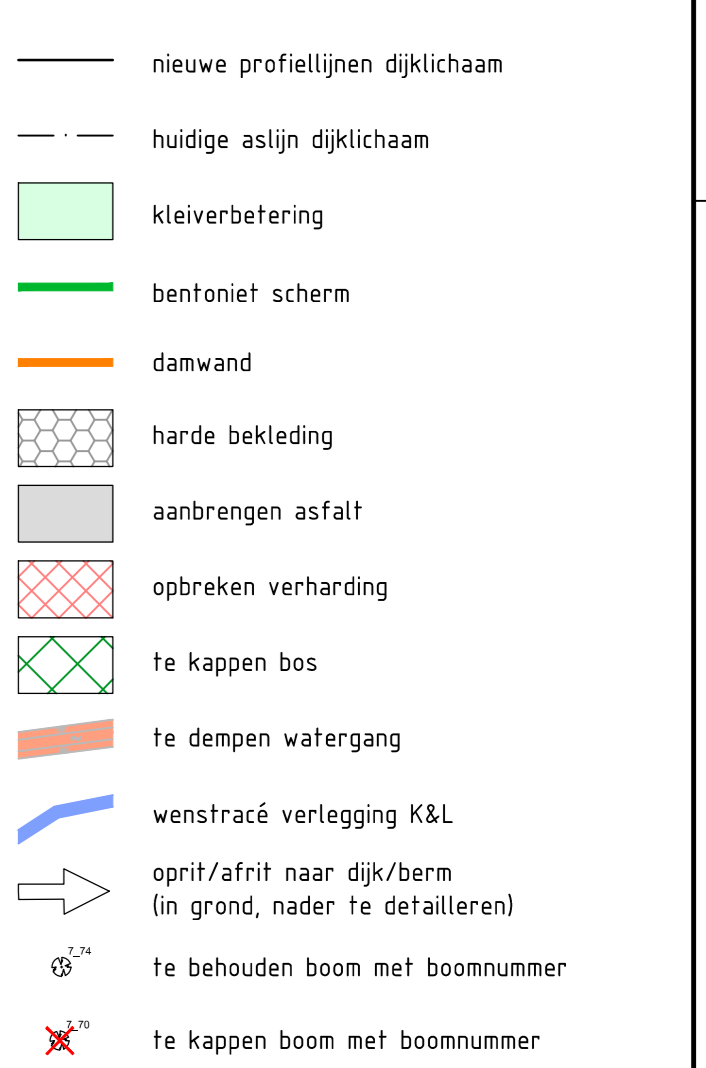 nieuwe profiellijnen dijklichaam
huidige aslijn dijklichaam
kleiverbetering
bentoniet scherm
damwand
harde bekleding
aanbrengen asfalt
opbreken verharding
te kappen bos
te dempen watergang
wenstracé verlegging K&L
oprit/afrit naar dijk/berm
(in grond, nader te detailleren)
7_74
te behouden boom met boomnummer
7_70
te kappen boom met boomnummer